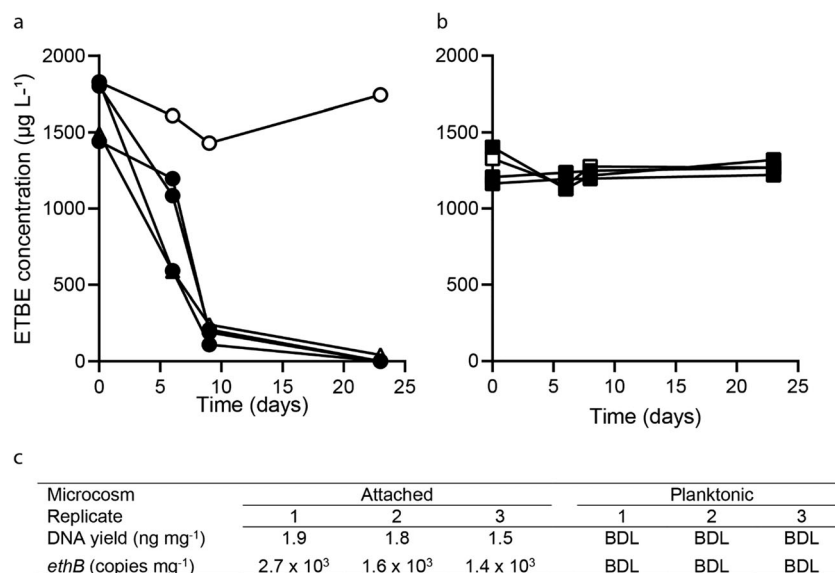 a
b
2000
1500
1000
500
0
ETBE concentration (µg L⁻¹)
0 5 10 15 20 25
Time (days)
2000
1500
1000
500
0
0 5 10 15 20 25
Time (days)
c
Microcosm Attached Planktonic
Replicate 1 2 3 1 2 3
DNA yield (ng mg⁻¹) 1.9 1.8 1.5 BDL BDL BDL
ethB (copies mg⁻¹) 2.7 x 10³ 1.6 x 10³ 1.4 x 10³ BDL BDL BDL